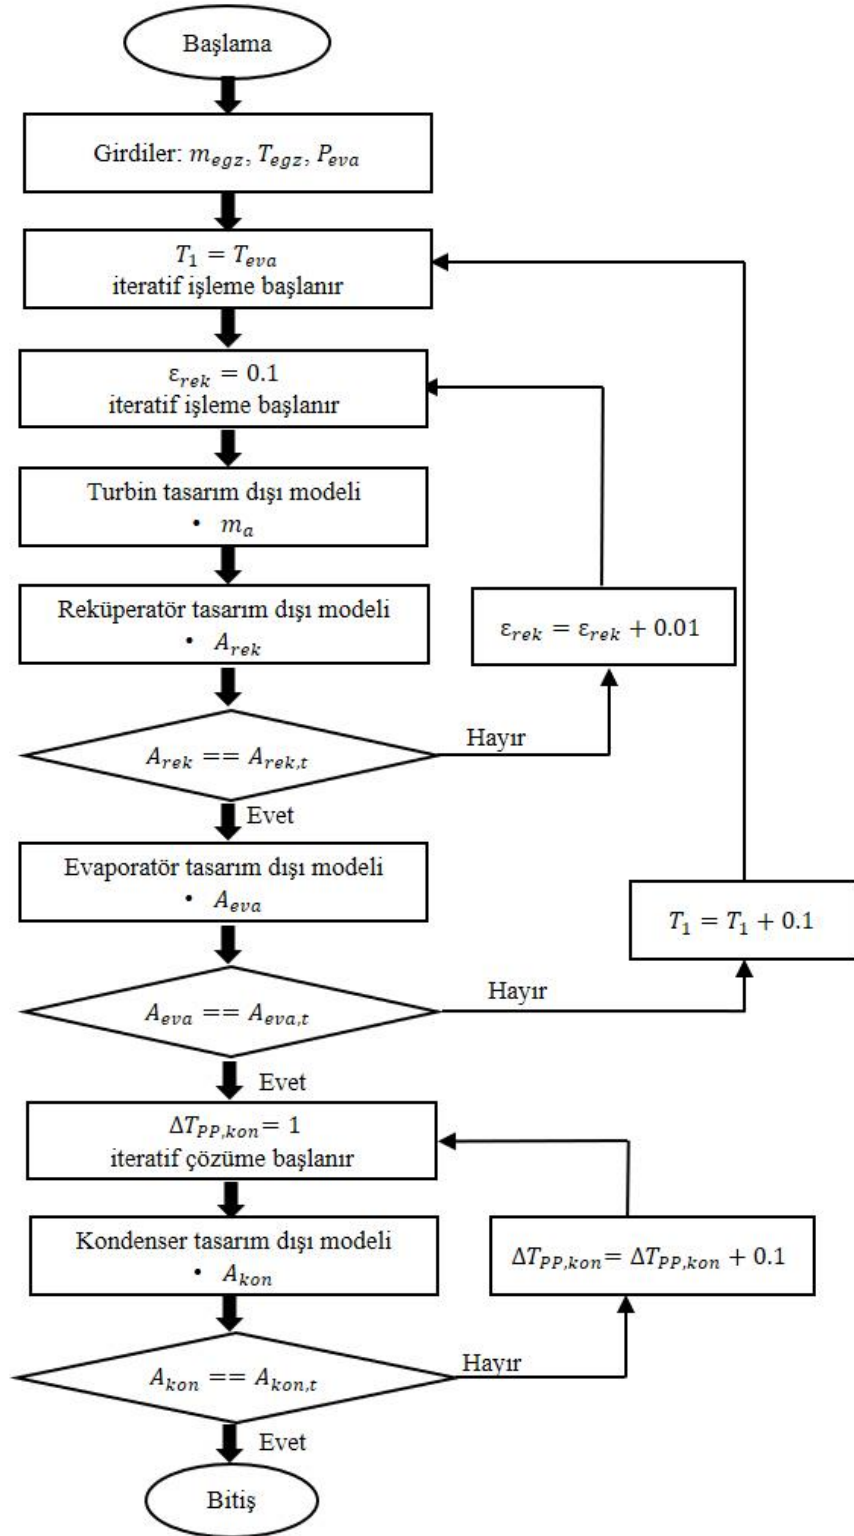 Başlama
Girdiler: m_egz, T_egz, P_eva
T_1 = T_eva
iteratif işleme başlanır
ε_rek = 0.1
iteratif işleme başlanır
Turbin tasarım dışı modeli
• m_a
Reküperatör tasarım dışı modeli
• A_rek
ε_rek = ε_rek + 0.01
A_rek == A_rek,t
Hayır
Evet
Evaporatör tasarım dışı modeli
• A_eva
T_1 = T_1 + 0.1
A_eva == A_eva,t
Hayır
Evet
ΔT_PP,kon = 1
iteratif çözüme başlanır
Kondenser tasarım dışı modeli
• A_kon
ΔT_PP,kon = ΔT_PP,kon + 0.1
A_kon == A_kon,t
Hayır
Evet
Bitiş